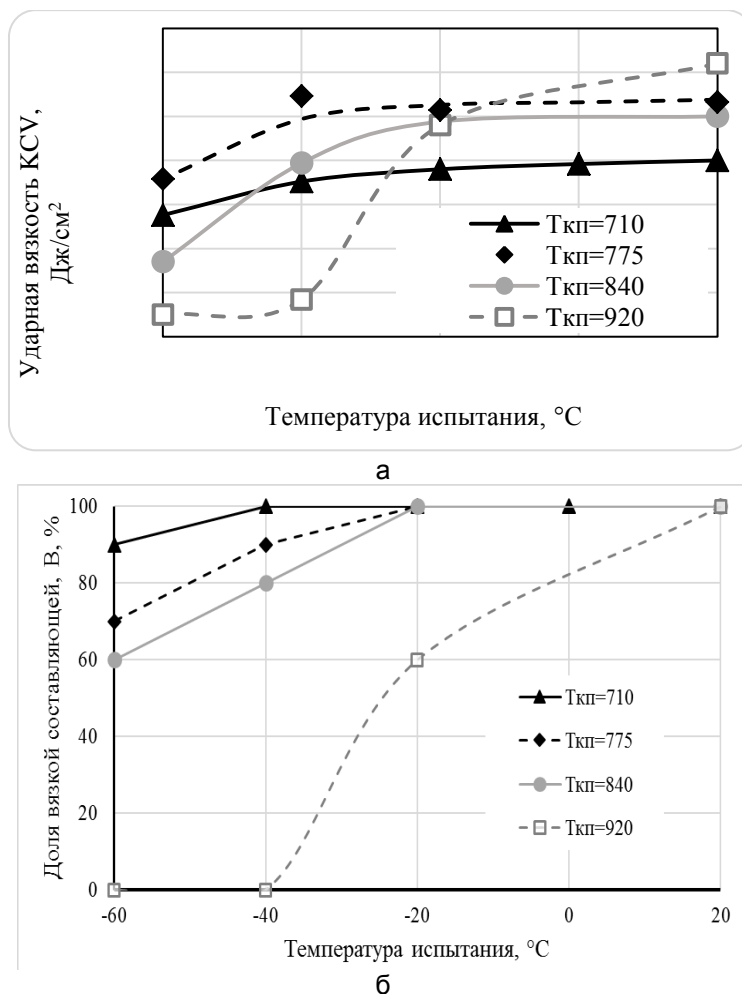 Ударная вязкость KCV,
Дж/см²
Ткп=710
Ткп=775
Ткп=840
Ткп=920
Температура испытания, °С
а
Доля вязкой составляющей, В, %
100
80
60
40
20
0
Ткп=710
Ткп=775
Ткп=840
Ткп=920
-60 -40 -20 0 20
Температура испытания, °С
б